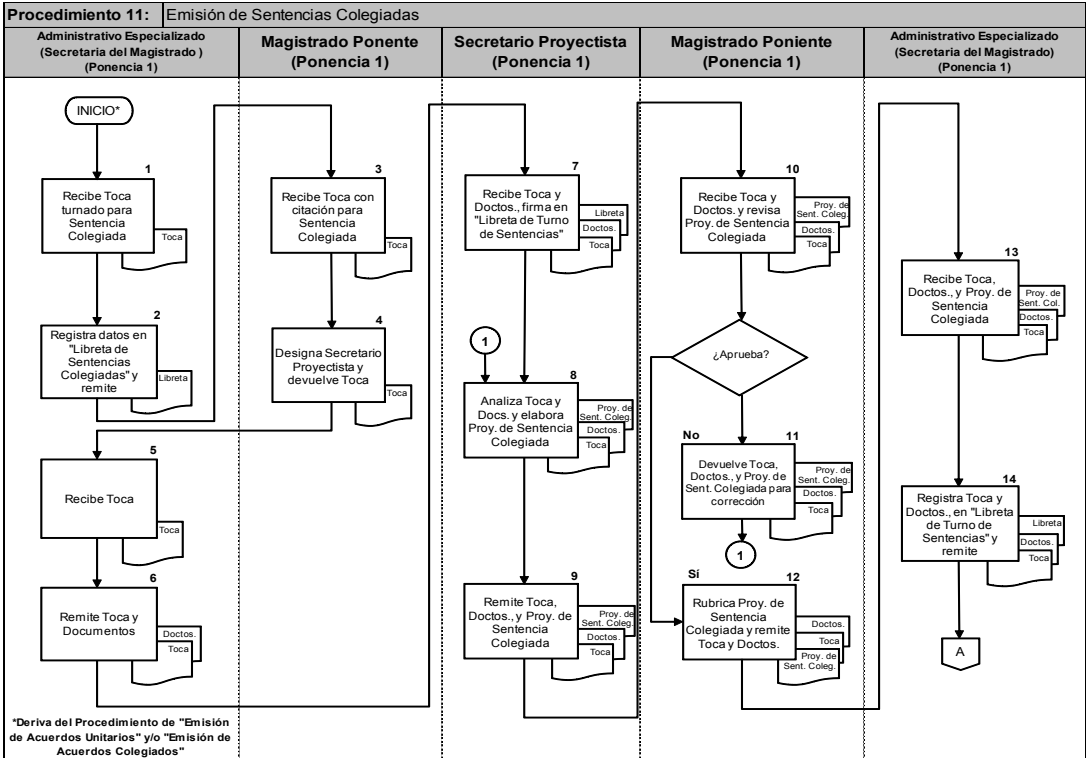 Procedimiento 11: Emisión de Sentencias Colegiadas
Administrativo Especializado
(Secretaria del Magistrado )
(Ponencia 1)
Magistrado Ponente
(Ponencia 1)
Secretario Proyectista
(Ponencia 1)
Magistrado Poniente
(Ponencia 1)
Administrativo Especializado
(Secretaria del Magistrado)
(Ponencia 1)
INICIO*
1
Recibe Toca
turnado para
Sentencia
Colegiada
Toca
2
Registra datos en
"Libreta de
Sentencias
Colegiadas" y
remite
Libreta
3
Recibe Toca con
citación para
Sentencia
Colegiada
Toca
4
Designa Secretario
Proyectista y
devuelve Toca
Toca
5
Recibe Toca
Toca
6
Remite Toca y
Documentos
Doctos.
Toca
*Deriva del Procedimiento de "Emisión
de Acuerdos Unitarios" y/o "Emisión de
Acuerdos Colegiados"
7
Recibe Toca y
Doctos., firma en
"Libreta de Turno
de Sentencias"
Libreta
Doctos.
Toca
1
8
Analiza Toca y
Docs. y elabora
Proy. de Sentencia
Colegiada
Proy. de
Sent. Coleg.
Doctos.
Toca
9
Remite Toca,
Doctos., y Proy. de
Sentencia
Colegiada
Proy. de
Sent. Coleg.
Doctos.
Toca
10
Recibe Toca y
Doctos. y revisa
Proy. de Sentencia
Colegiada
Proy. de
Sent. Coleg.
Doctos.
Toca
¿Aprueba?
No
11
Devuelve Toca,
Doctos., y Proy. de
Sent. Colegiada para
corrección
Proy. de
Sent. Coleg.
Doctos.
Toca
1
Sí
12
Rubrica Proy. de
Sentencia
Colegiada y remite
Toca y Doctos.
Doctos.
Toca
Proy. de
Sent. Coleg.
13
Recibe Toca,
Doctos., y Proy. de
Sentencia
Colegiada
Proy. de
Sent. Col.
Doctos.
Toca
14
Registra Toca y
Doctos., en "Libreta
de Turno de
Sentencias" y
remite
Libreta
Doctos.
Toca
A